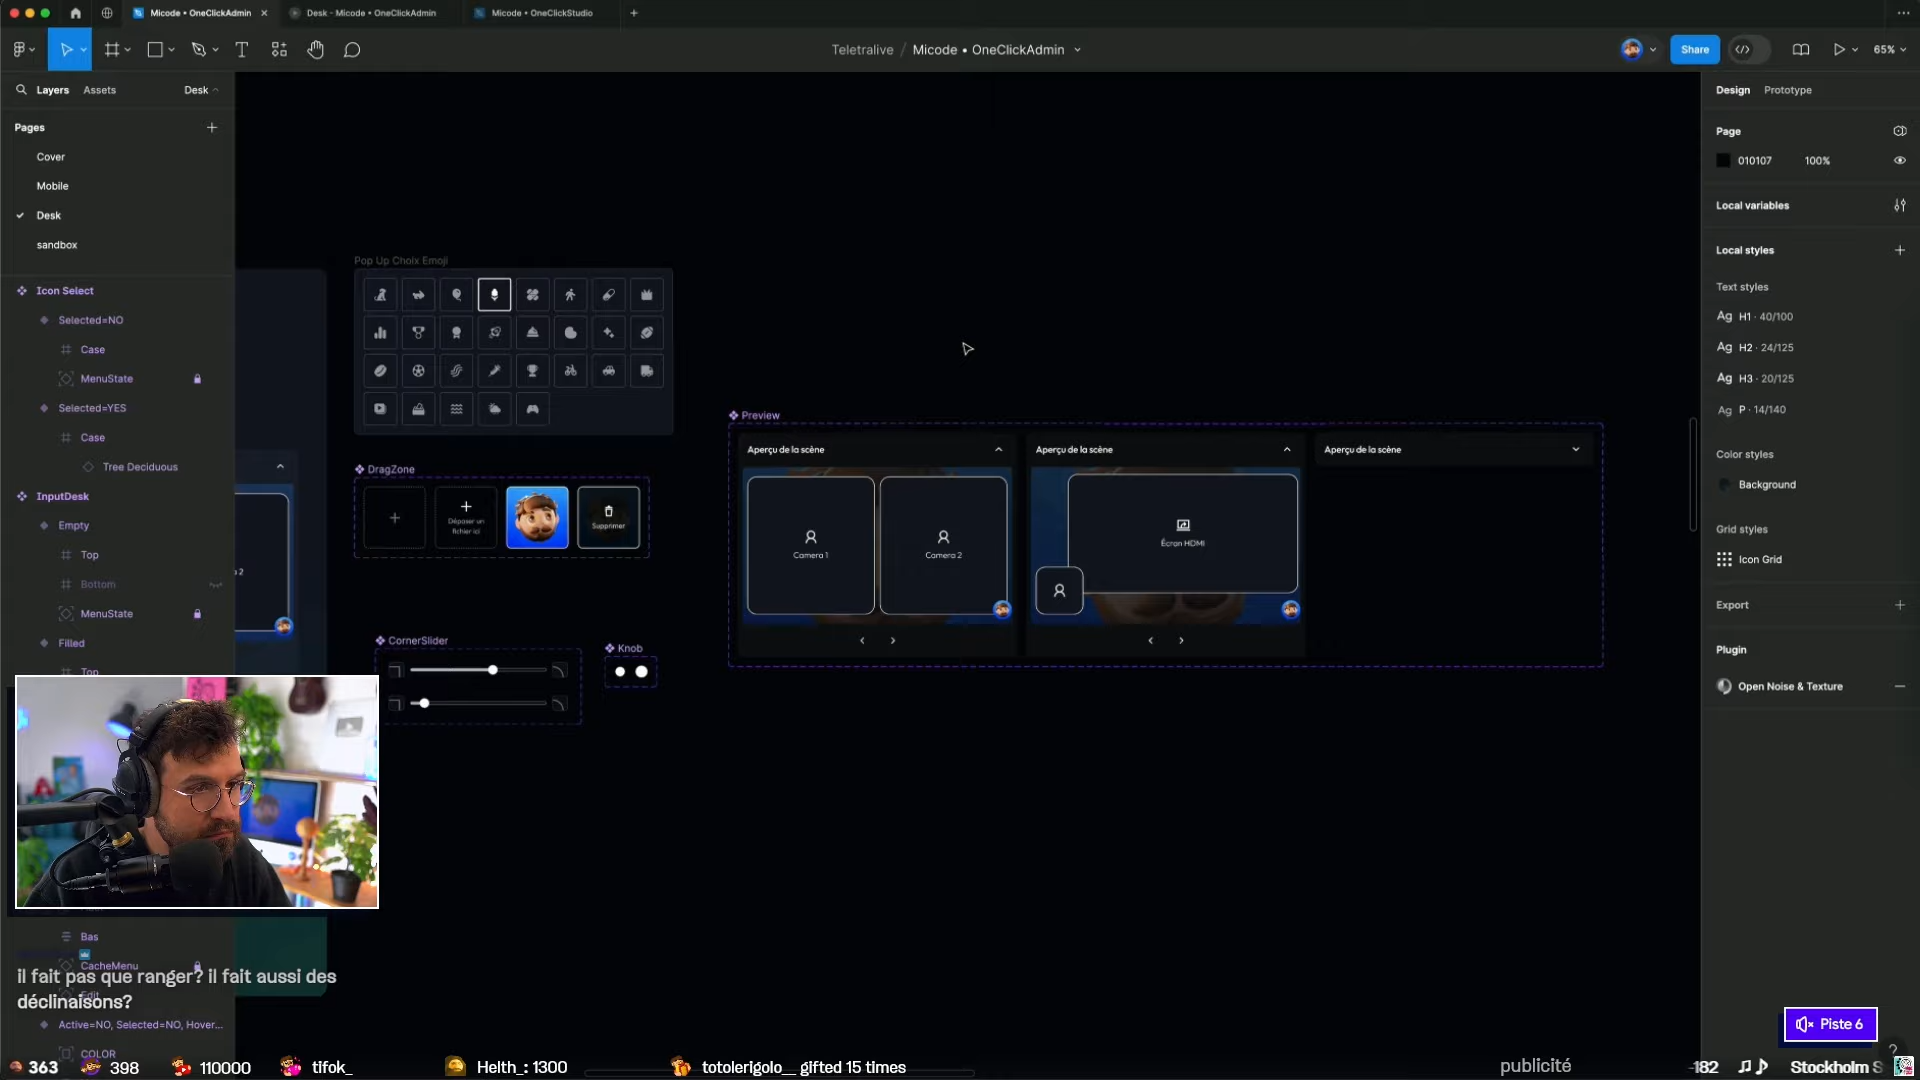 Micode • OneClickAdmin
Desk - Micode • OneClickAdmin
Micode • OneClickStudio
Teletralive / Micode • OneClickAdmin
Share
65%
Layers
Assets
Desk
Design
Prototype
Pages
Cover
Mobile
Desk
sandbox
Icon Select
Selected=NO
Case
MenuState
Selected=YES
Case
Tree Deciduous
InputDesk
Empty
Top
Bottom
MenuState
Filled
Top
Bas
CacheMenu
Edit
Active=NO, Selected=NO, Hover...
COLOR
Pop Up Choix Emoji
DragZone
Déposer un
fichier ici
Supprimer
CornerSlider
Knob
Preview
Aperçu de la scène
Camera 1
Camera 2
Aperçu de la scène
Écran HDMI
Aperçu de la scène
Page
010107
100%
Local variables
Local styles
Text styles
Ag H1 · 40/100
Ag H2 · 24/125
Ag H3 · 20/125
Ag P · 14/140
Color styles
Background
Grid styles
Icon Grid
Export
Plugin
Open Noise & Texture
il fait pas que ranger? il fait aussi des
déclinaisons?
Piste 6
363
398
110000
tifok_
Helth_: 1300
totolerigolo__ gifted 15 times
publicité
-182
Stockholm S